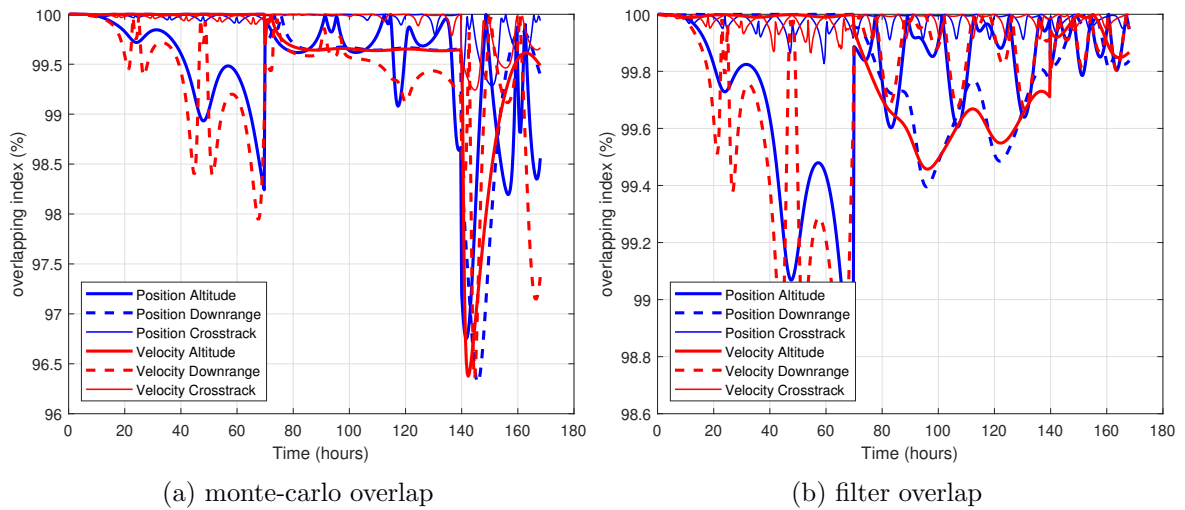 100
99.5
99
98.5
98
97.5
97
96.5
96
overlapping index (%)
Position Altitude
Position Downrange
Position Crosstrack
Velocity Altitude
Velocity Downrange
Velocity Crosstrack
0 20 40 60 80 100 120 140 160 180
Time (hours)
(a) monte-carlo overlap
100
99.8
99.6
99.4
99.2
99
98.8
98.6
overlapping index (%)
Position Altitude
Position Downrange
Position Crosstrack
Velocity Altitude
Velocity Downrange
Velocity Crosstrack
0 20 40 60 80 100 120 140 160 180
Time (hours)
(b) filter overlap